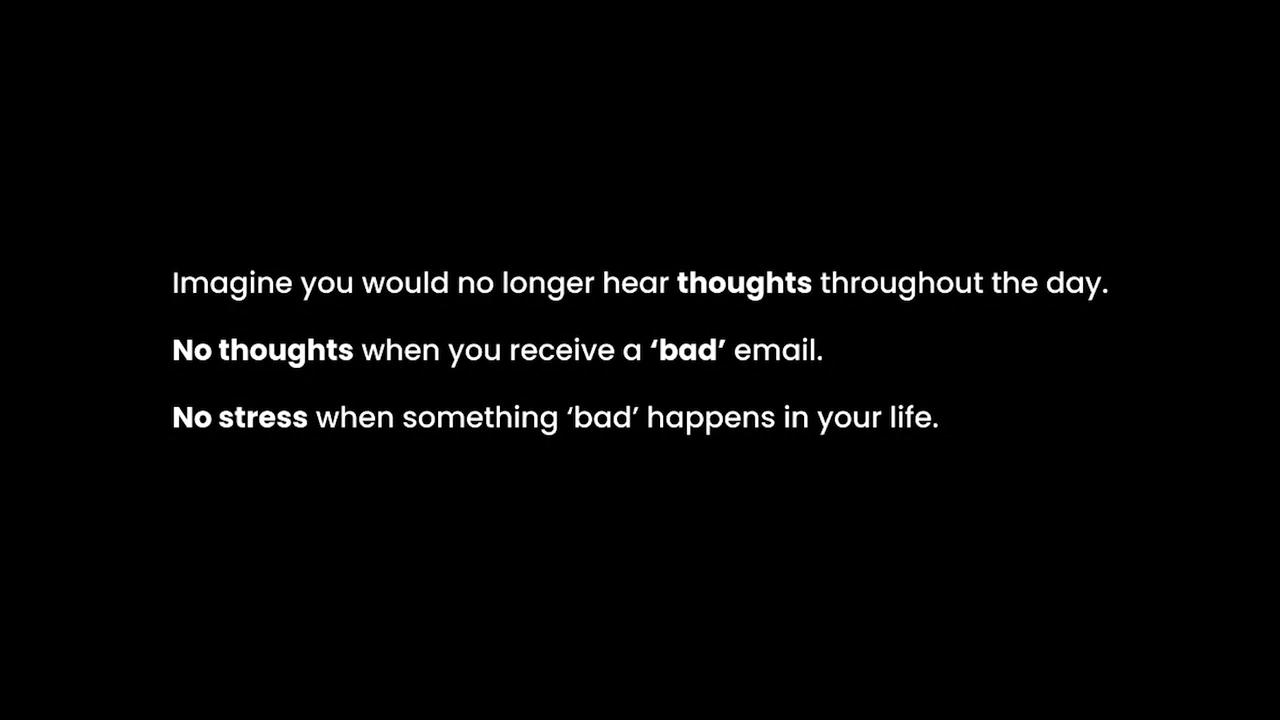 Imagine you would no longer hear thoughts throughout the day.
No thoughts when you receive a ‘bad’ email.
No stress when something ‘bad’ happens in your life.